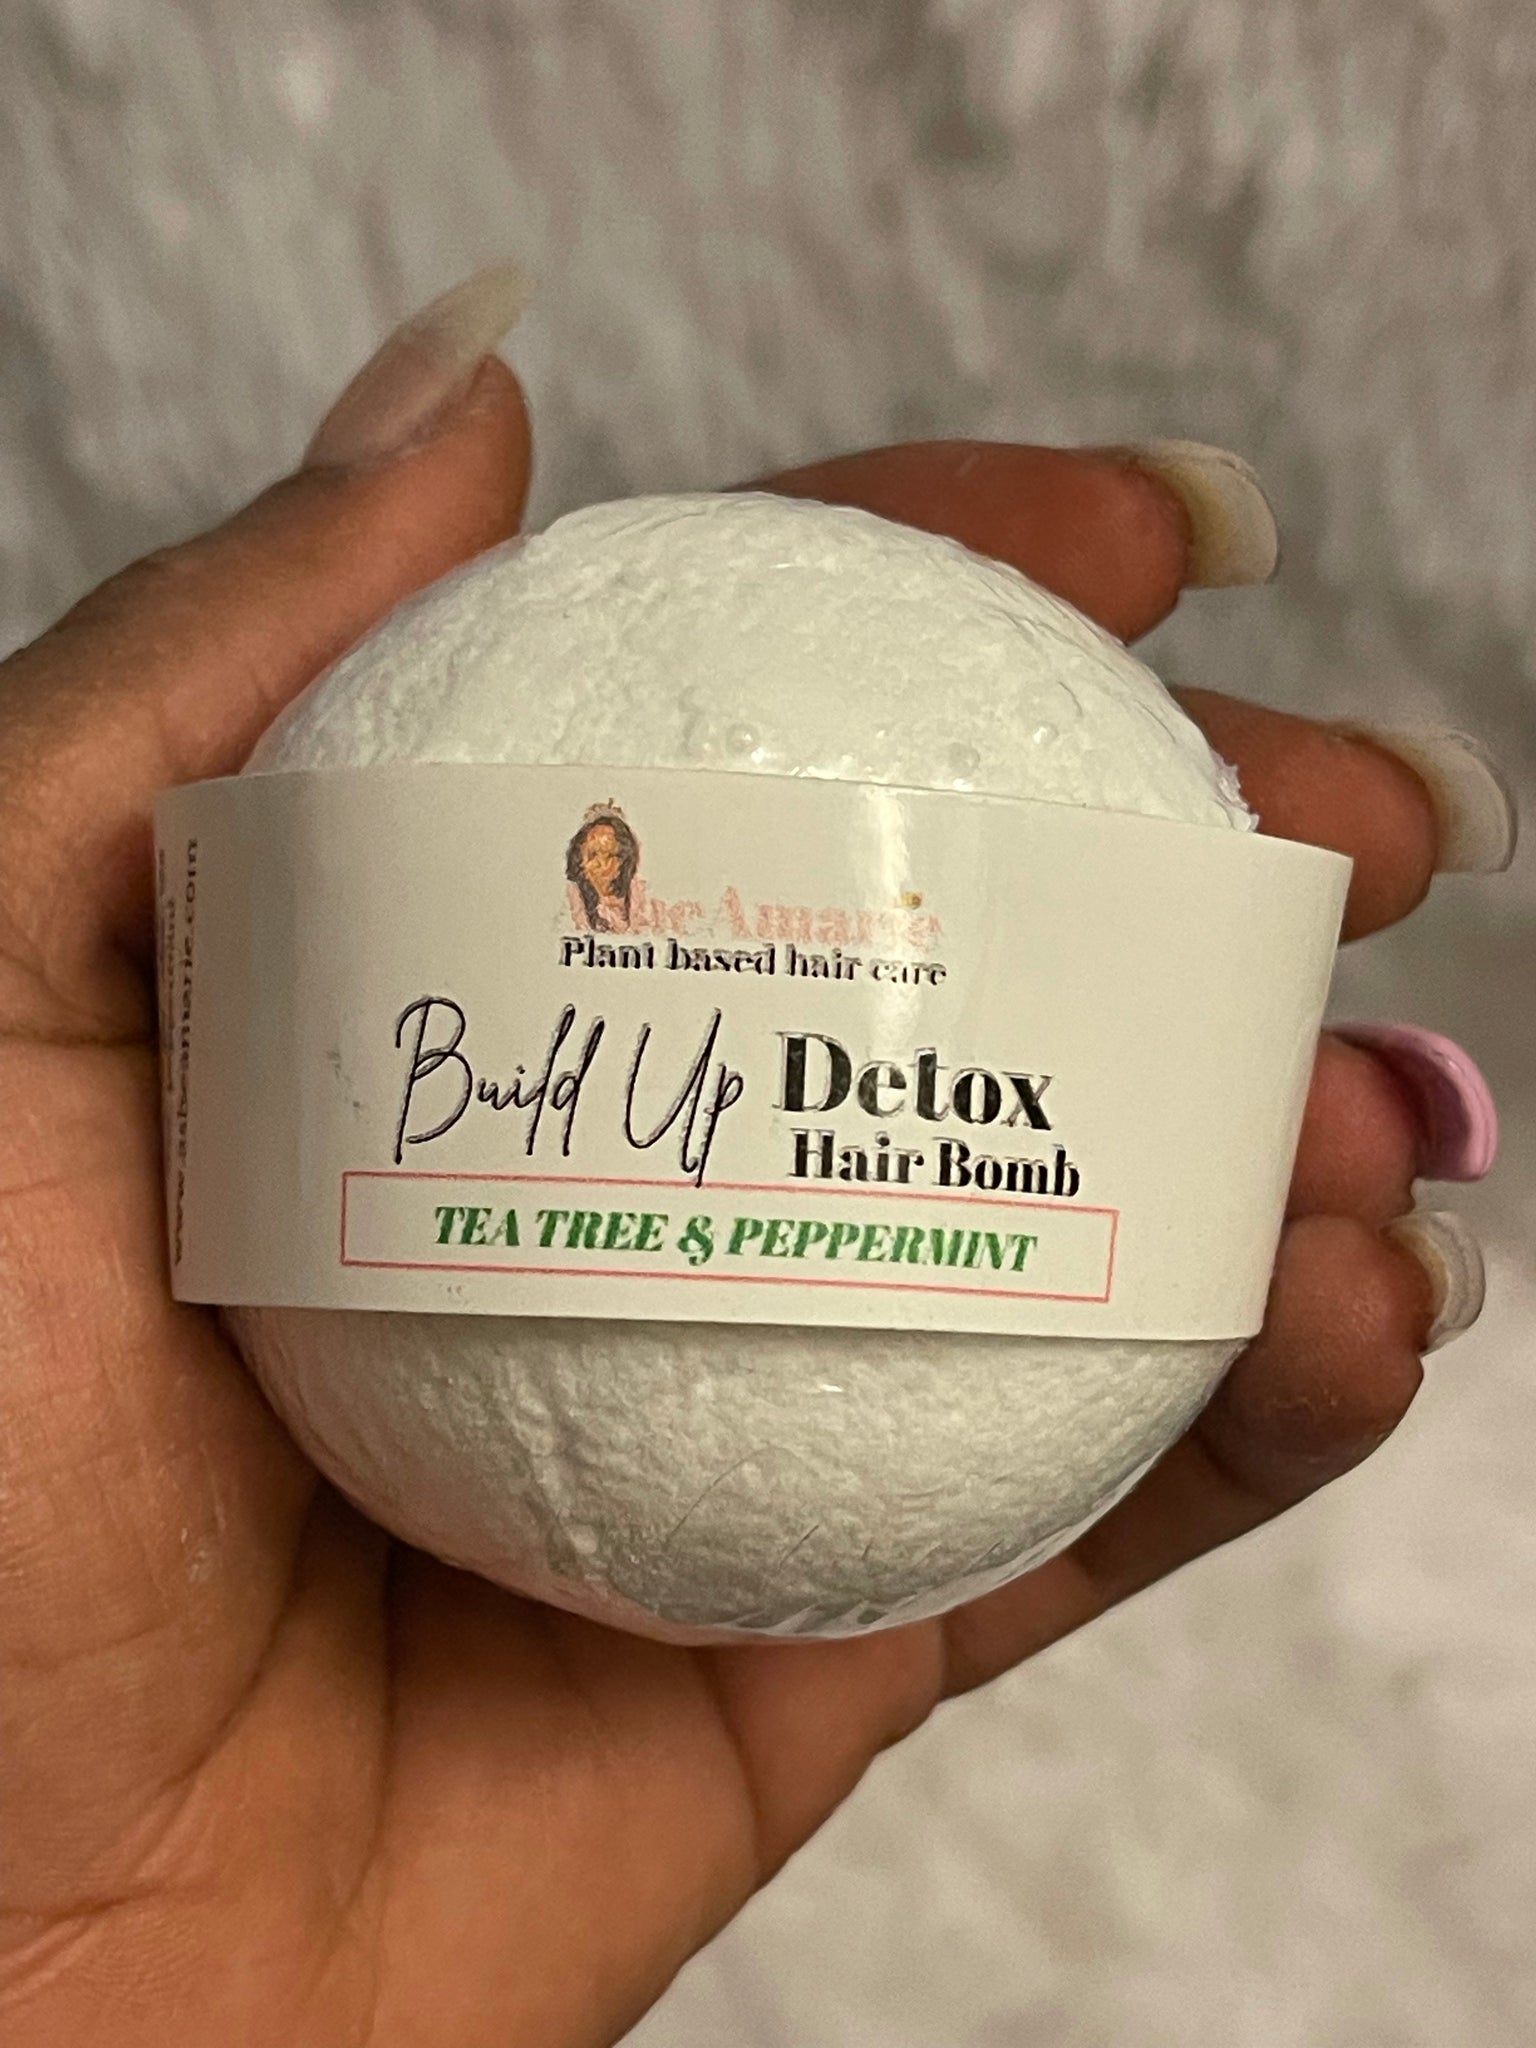 Plant based hair care
Build Up Detox
Hair Bomb
TEA TREE & PEPPERMINT